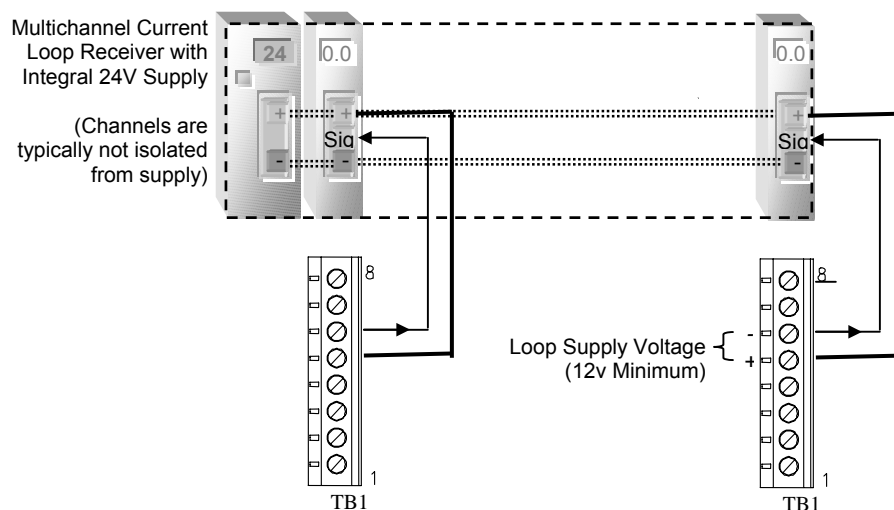 Multichannel Current
Loop Receiver with
Integral 24V Supply
(Channels are
typically not isolated
from supply)
24
0.0
0.0
+
+
+
Sig
Sig
-
-
-
8
8
Loop Supply Voltage
(12v Minimum)
-
+
1
1
TB1
TB1